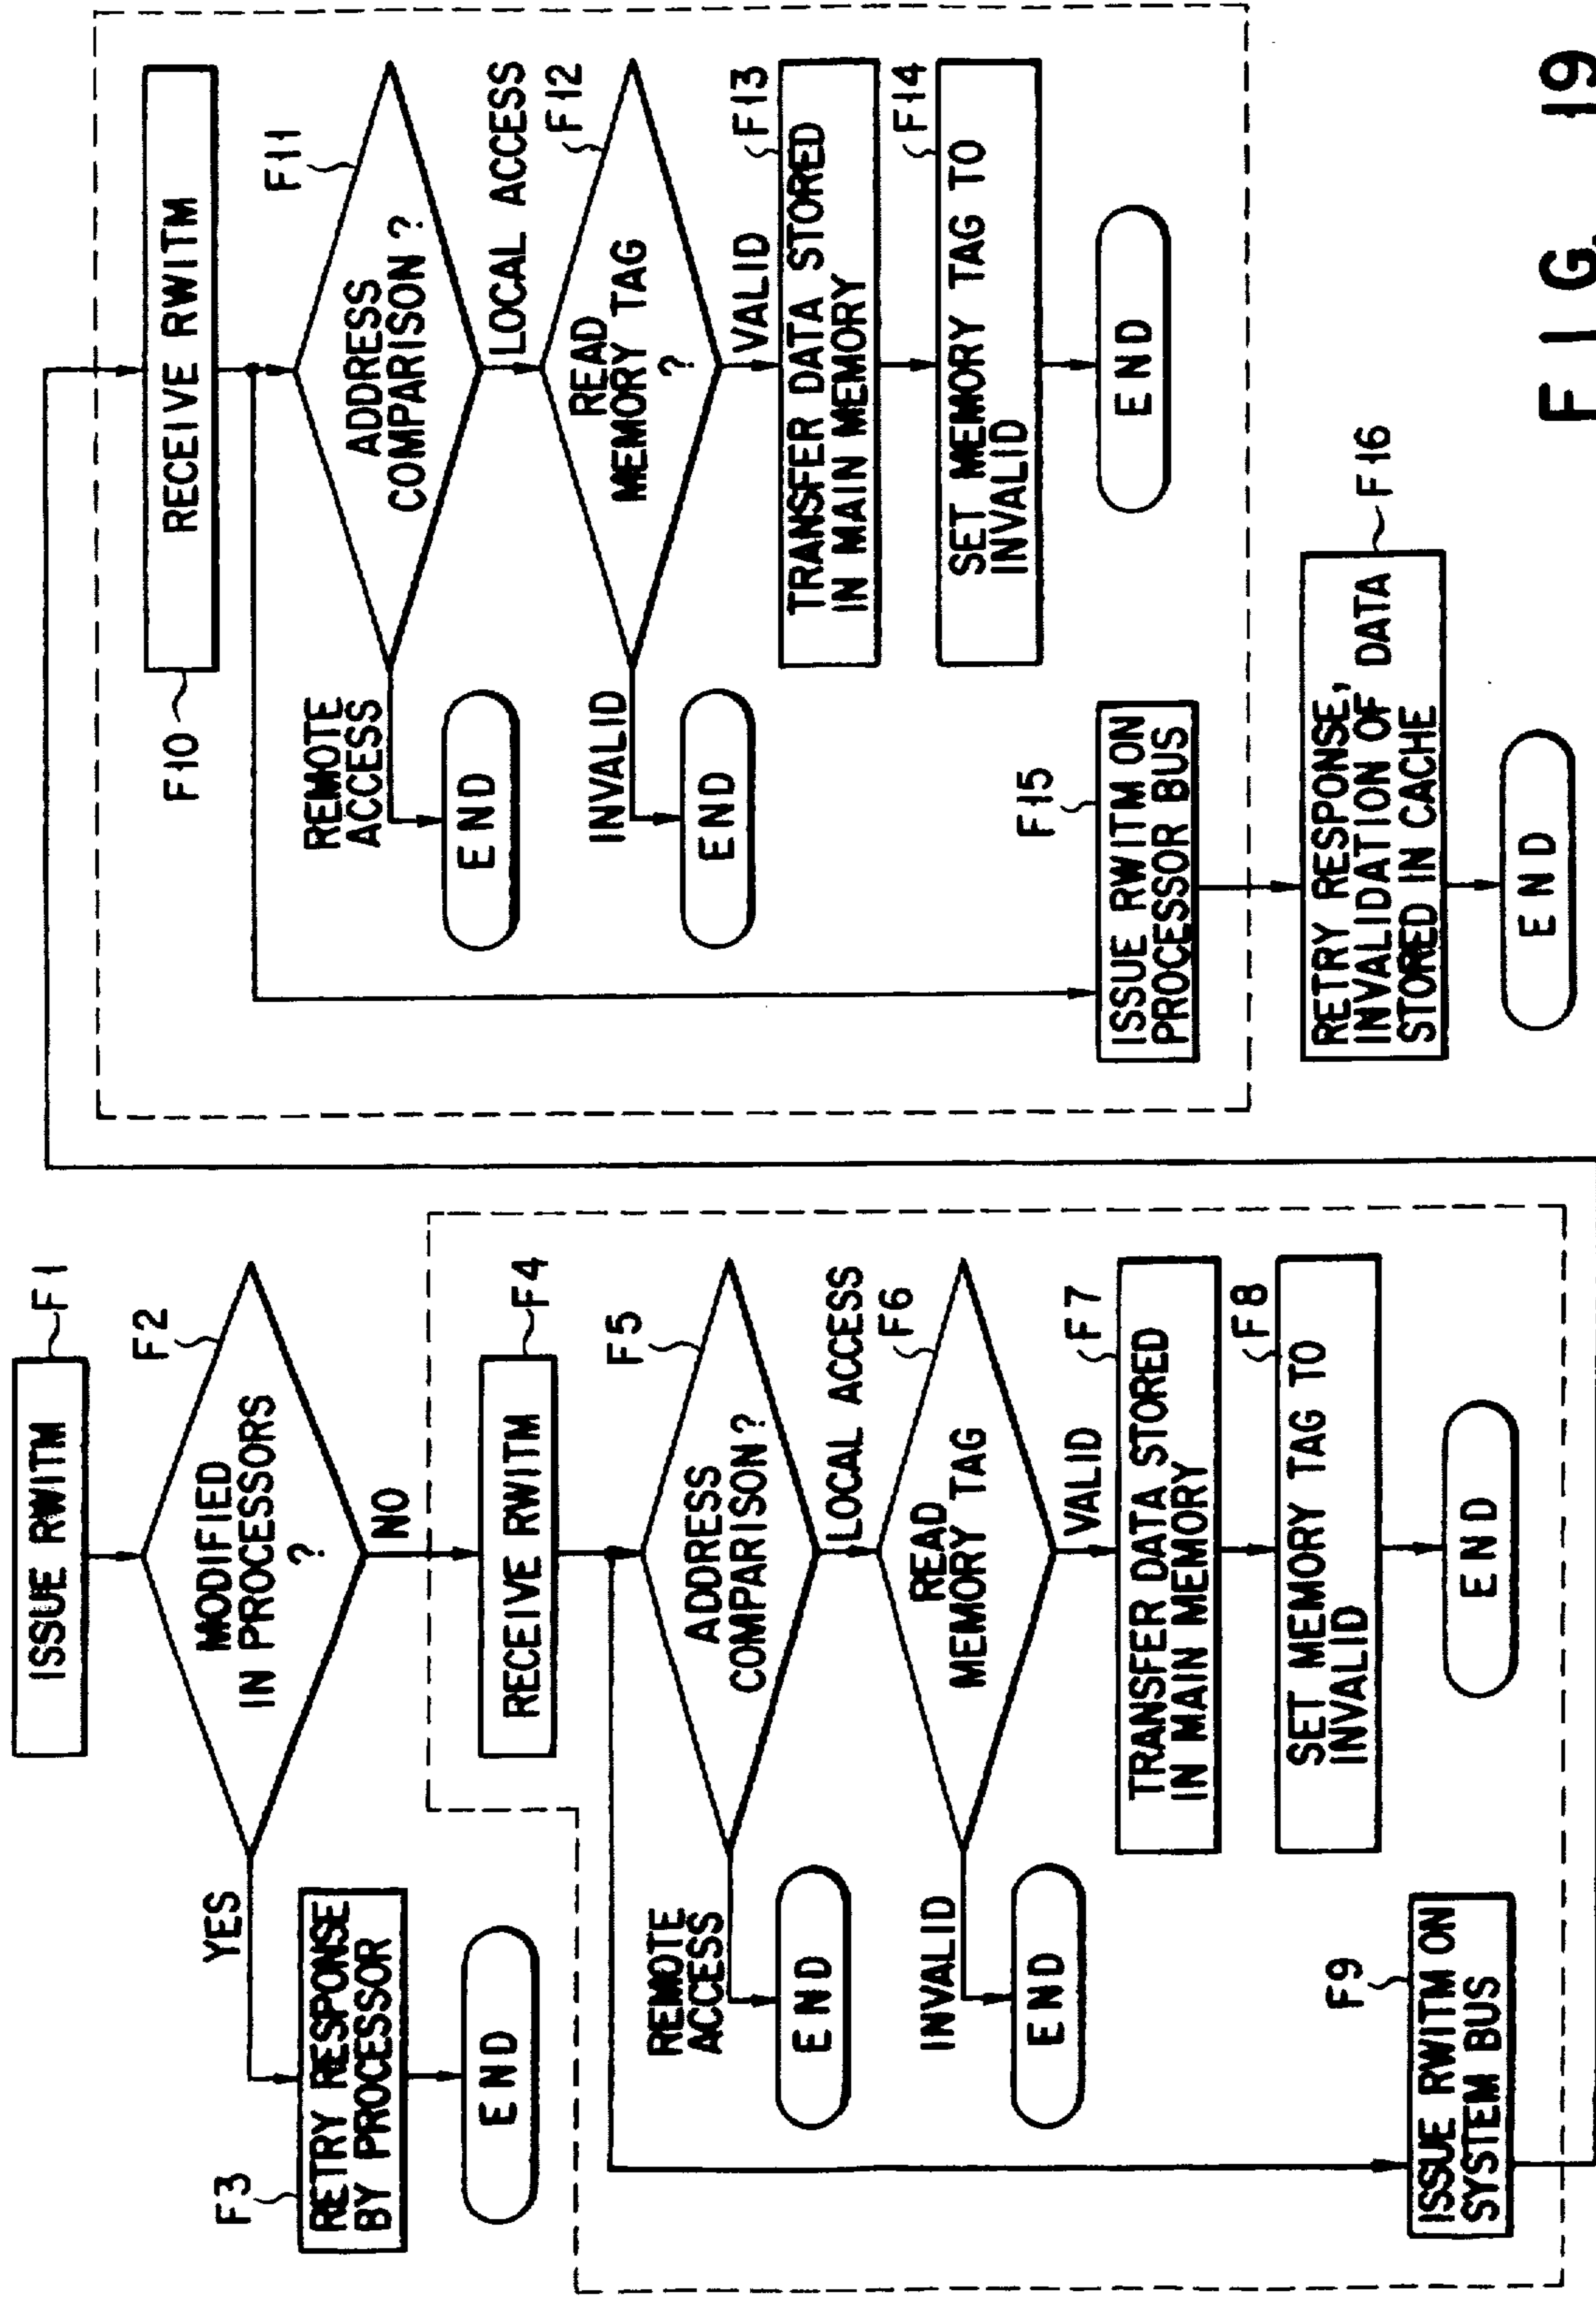 ISSUE RWITM
F1
MODIFIED
IN PROCESSORS
?
F2
YES
NO
F3
RETRY RESPONSE
BY PROCESSOR
END
RECEIVE RWITM
F4
ADDRESS
COMPARISON ?
F5
REMOTE
ACCESS
END
LOCAL ACCESS
READ
MEMORY TAG
F6
INVALID
END
VALID
F7
TRANSFER DATA STORED
IN MAIN MEMORY
F8
SET MEMORY TAG TO
INVALID
END
F9
ISSUE RWITM ON
SYSTEM BUS
F10
RECEIVE RWITM
F11
ADDRESS
COMPARISON ?
REMOTE
ACCESS
END
LOCAL ACCESS
F12
READ
MEMORY TAG
?
INVALID
END
VALID
F13
TRANSFER DATA STORED
IN MAIN MEMORY
F14
SET MEMORY TAG TO
INVALID
END
F15
ISSUE RWITM ON
PROCESSOR BUS
F16
RETRY RESPONSE,
INVALIDATION OF DATA
STORED IN CACHE
END
FIG. 19